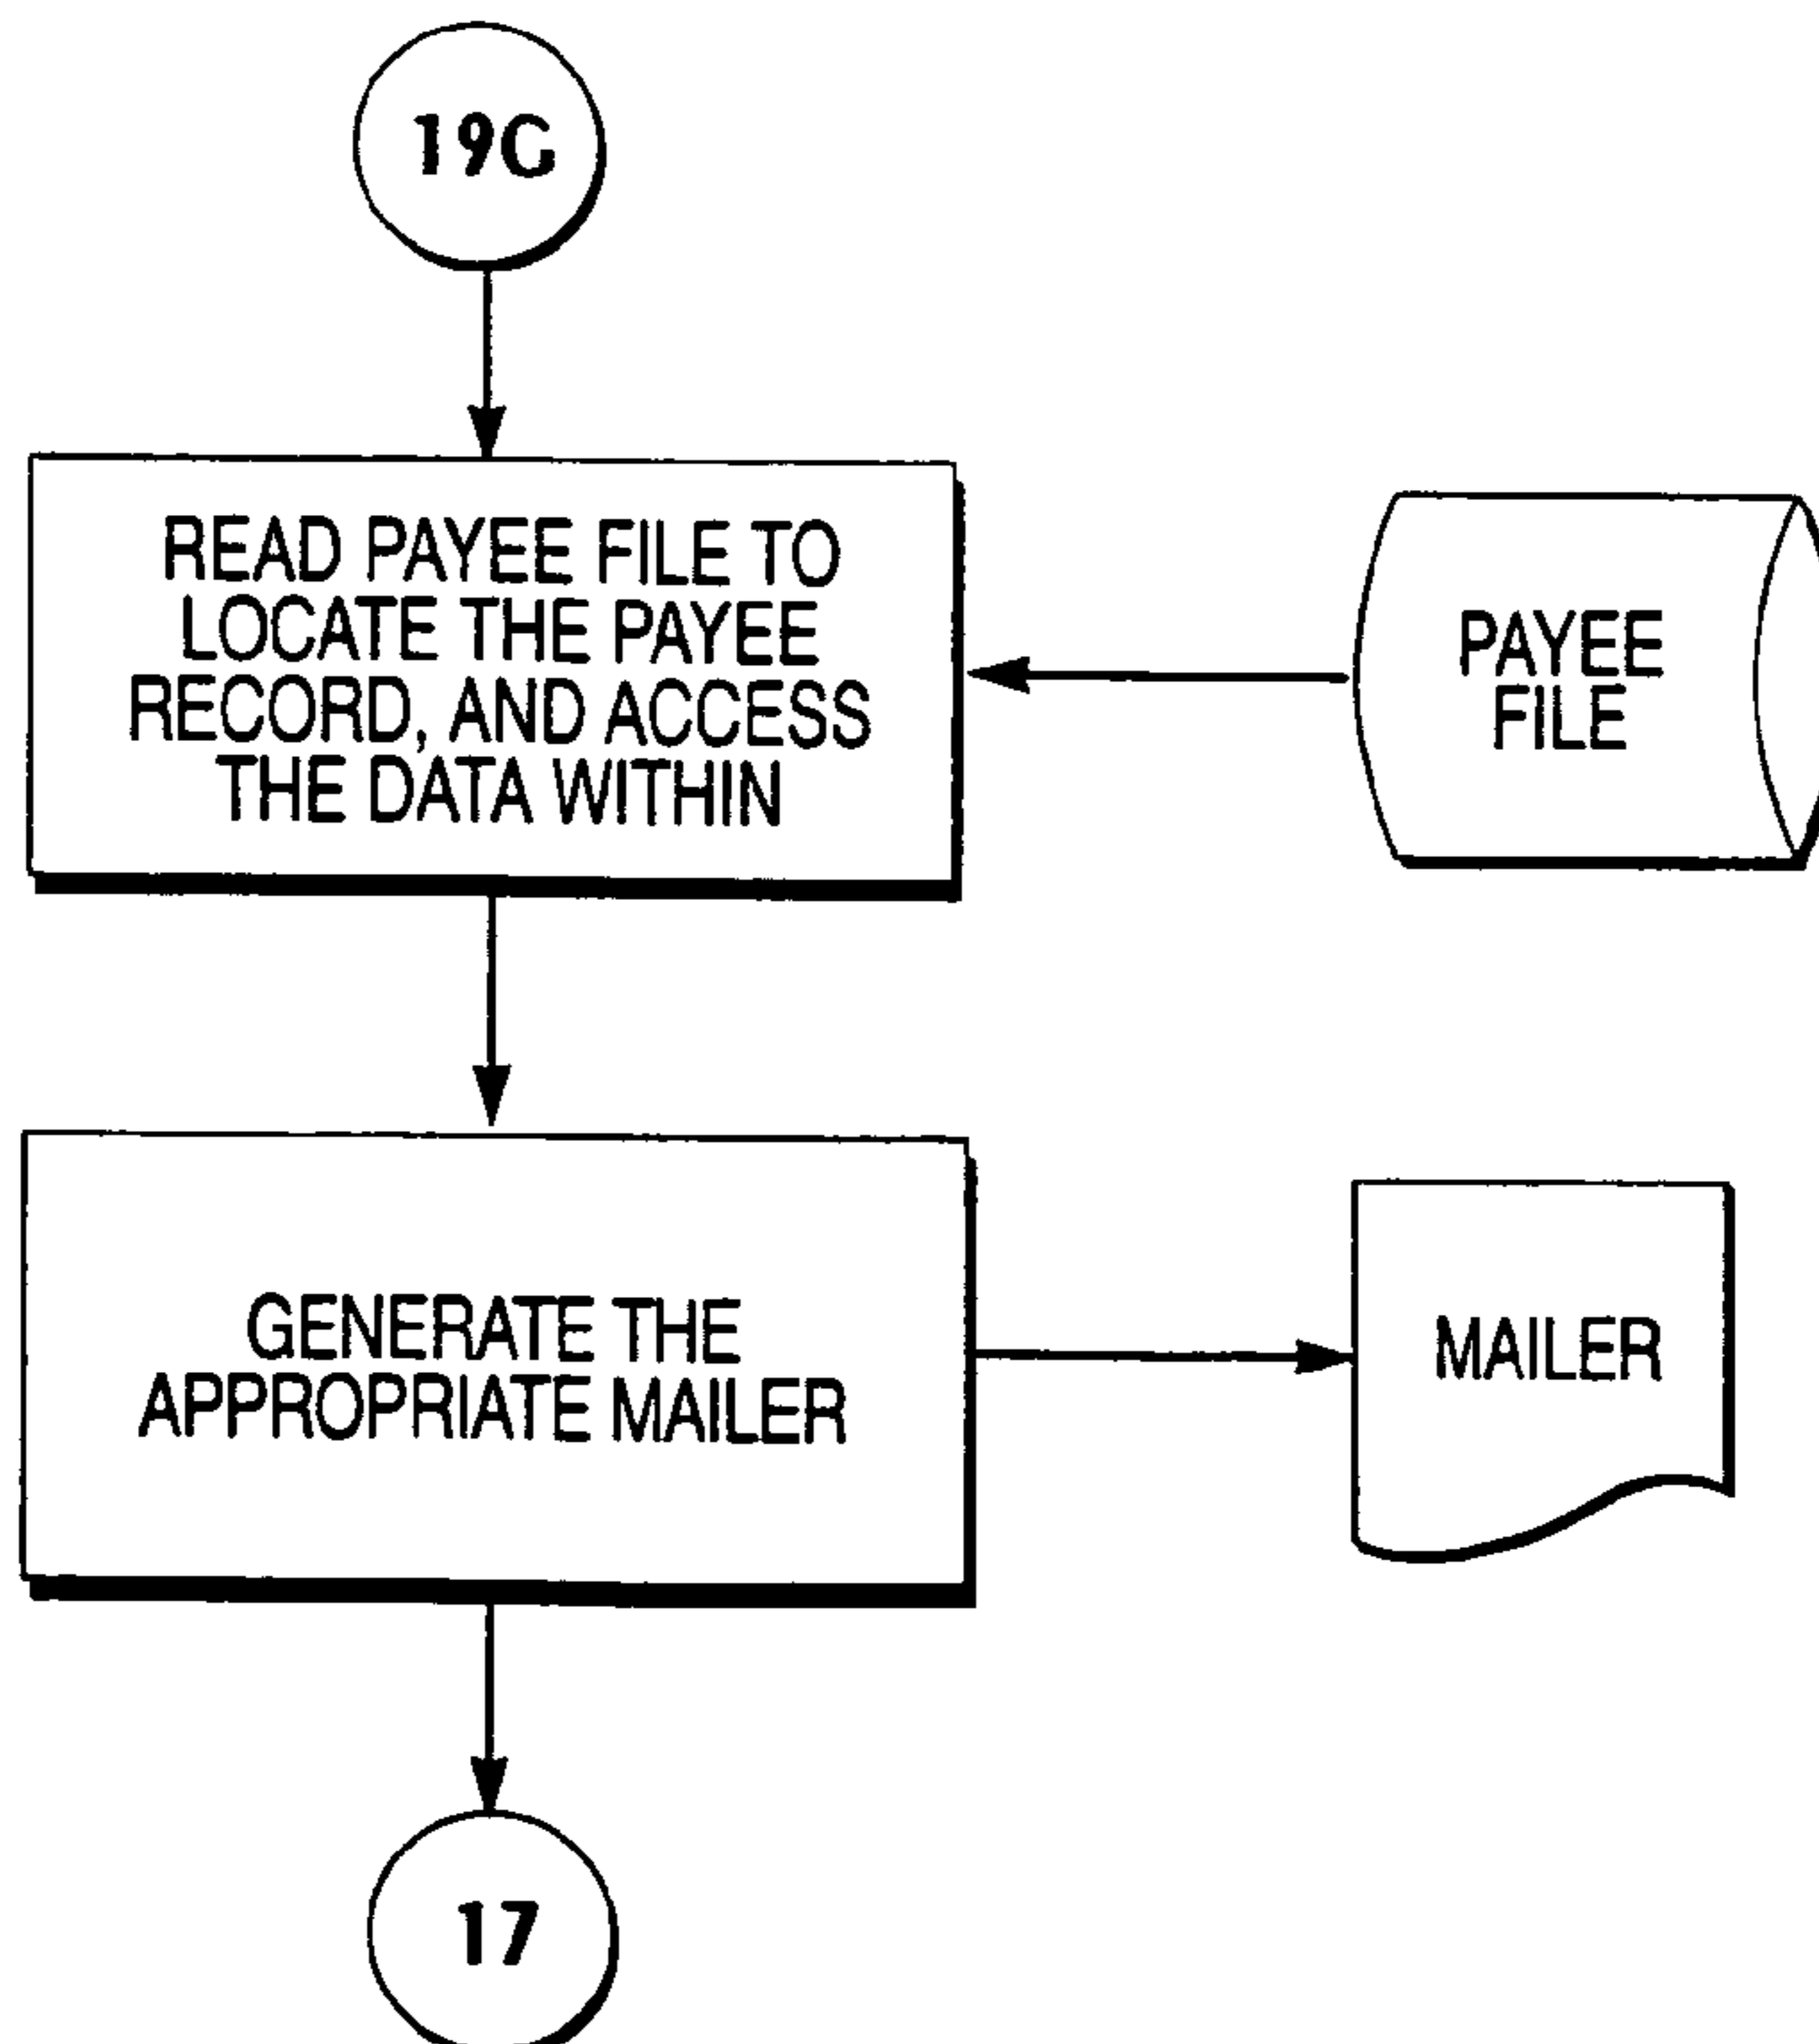 19G
READ PAYEE FILE TO
LOCATE THE PAYEE
RECORD, AND ACCESS
THE DATA WITHIN
PAYEE
FILE
GENERATE THE
APPROPRIATE MAILER
MAILER
17